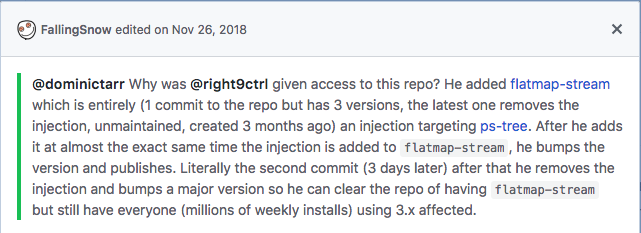 FallingSnow edited on Nov 26, 2018
@dominictarr Why was @right9ctrl given access to this repo? He added flatmap-stream
which is entirely (1 commit to the repo but has 3 versions, the latest one removes the
injection, unmaintained, created 3 months ago) an injection targeting ps-tree. After he adds
it at almost the exact same time the injection is added to flatmap-stream, he bumps the
version and publishes. Literally the second commit (3 days later) after that he removes the
injection and bumps a major version so he can clear the repo of having flatmap-stream
but still have everyone (millions of weekly installs) using 3.x affected.